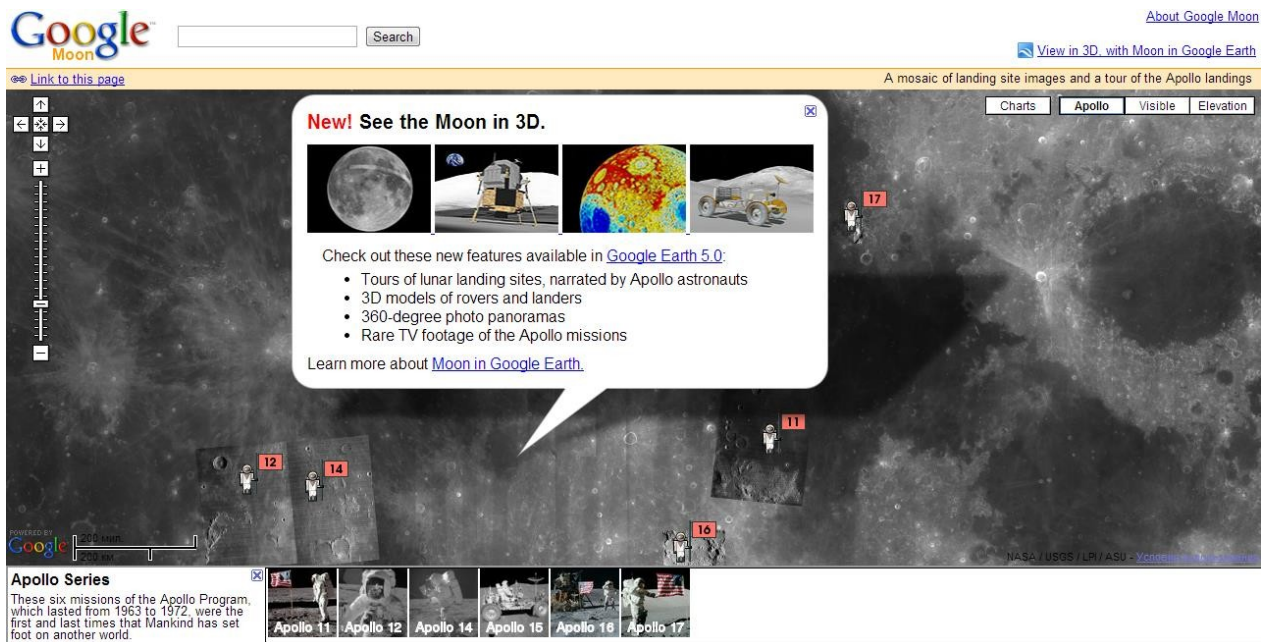 Google
Moon
Search
About Google Moon
View in 3D, with Moon in Google Earth
Link to this page
A mosaic of landing site images and a tour of the Apollo landings
Charts
Apollo
Visible
Elevation
New! See the Moon in 3D.
Check out these new features available in Google Earth 5.0:
• Tours of lunar landing sites, narrated by Apollo astronauts
• 3D models of rovers and landers
• 360-degree photo panoramas
• Rare TV footage of the Apollo missions
Learn more about Moon in Google Earth.
17
11
12
14
16
POWERED BY
Google
200 мил.
200 км
NASA / USGS / LPI / ASU -
Apollo Series
These six missions of the Apollo Program,
which lasted from 1963 to 1972, were the
first and last times that Mankind has set
foot on another world.
Apollo 11
Apollo 12
Apollo 14
Apollo 15
Apollo 16
Apollo 17